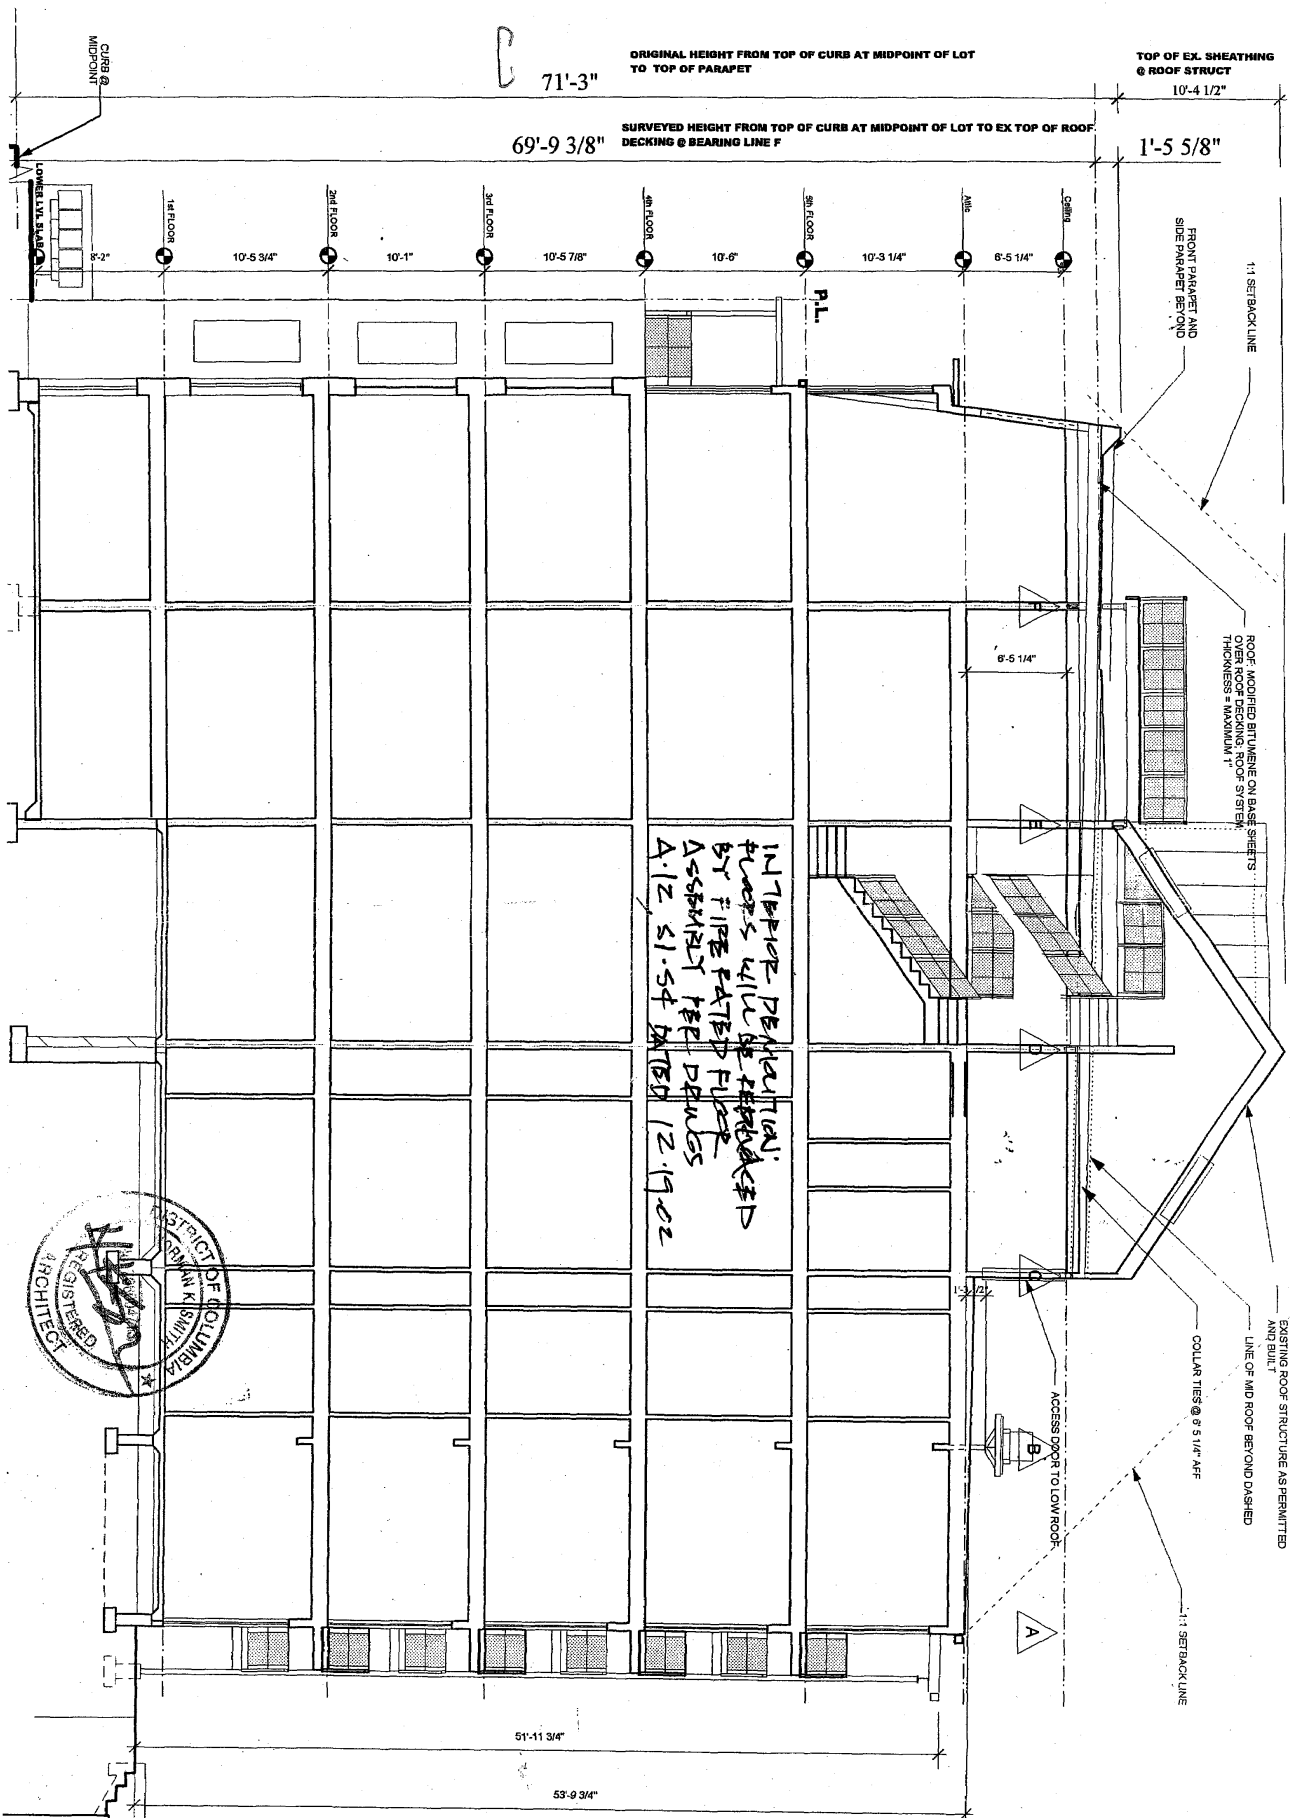 ORIGINAL HEIGHT FROM TOP OF CURB AT MIDPOINT OF LOT
TO TOP OF PARAPET
71'-3"
TOP OF EX. SHEATHING
@ ROOF STRUCT
10'-4 1/2"
SURVEYED HEIGHT FROM TOP OF CURB AT MIDPOINT OF LOT TO EX TOP OF ROOF
DECKING @ BEARING LINE F
69'-9 3/8"
1'-5 5/8"
CURB @
MIDPOINT
LOWER LVL SLAB
1st FLOOR
2nd FLOOR
3rd FLOOR
4th FLOOR
5th FLOOR
Attic
Ceiling
8'-2"
10'-5 3/4"
10'-1"
10'-5 7/8"
10'-6"
10'-3 1/4"
6'-5 1/4"
P.L.
FRONT PARAPET AND
SIDE PARAPET BEYOND
1:1 SETBACK LINE
ROOF: MODIFIED BITUMENE ON BASE SHEETS
OVER ROOF DECKING; ROOF SYSTEM
THICKNESS = MAXIMUM 1"
F
6'-5 1/4"
E
INTERIOR DEMOLITION:
FLOORS WILL BE REPLACED
BY FIRE RATED FLOOR
ASSEMBLY PER DRWGS
A-12 S1-S4 DATED 12-19-02
D
C
B
A
EXISTING ROOF STRUCTURE AS PERMITTED
AND BUILT
LINE OF MID ROOF BEYOND DASHED
COLLAR TIES @ 6' 5 1/4" AFF
ACCESS DOOR TO LOW ROOF
1:1 SETBACK LINE
DISTRICT OF COLUMBIA
NORMAN K. SMITH
REGISTERED
ARCHITECT
51'-11 3/4"
53'-9 3/4"